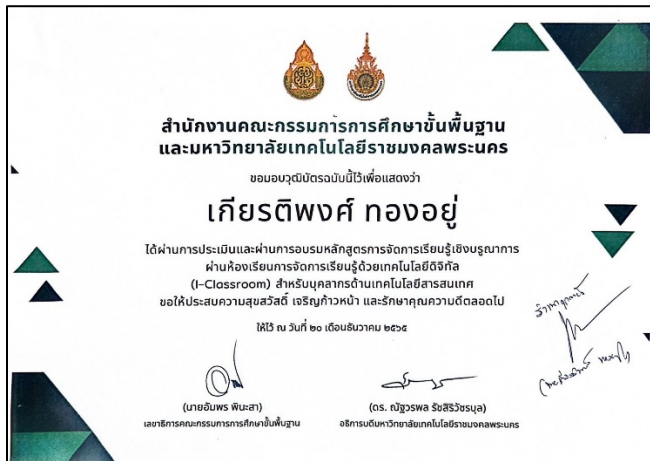 สำนักงานคณะกรรมการการศึกษาขั้นพื้นฐาน
และมหาวิทยาลัยเทคโนโลยีราชมงคลพระนคร
ขอมอบวุฒิบัตรฉบับนี้ไว้เพื่อแสดงว่า
เกียรติพงศ์ ทองอยู่
ได้ผ่านการประเมินและผ่านการอบรมหลักสูตรการจัดการเรียนรู้เชิงบูรณาการ
ผ่านห้องเรียนการจัดการเรียนรู้ด้วยเทคโนโลยีดิจิทัล
(I-Classroom) สำหรับบุคลากรด้านเทคโนโลยีสารสนเทศ
ขอให้ประสบความสุขสวัสดิ์ เจริญก้าวหน้า และรักษาคุณความดีตลอดไป
ให้ไว้ ณ วันที่ ๒๐ เดือนธันวาคม ๒๕๖๕
สำเนาถูกต้อง
(นายอัมพร พินะสา)
เลขาธิการคณะกรรมการการศึกษาขั้นพื้นฐาน
(ดร. ณัฐวรพล รัชสิริวัชรบุล)
อธิการบดีมหาวิทยาลัยเทคโนโลยีราชมงคลพระนคร